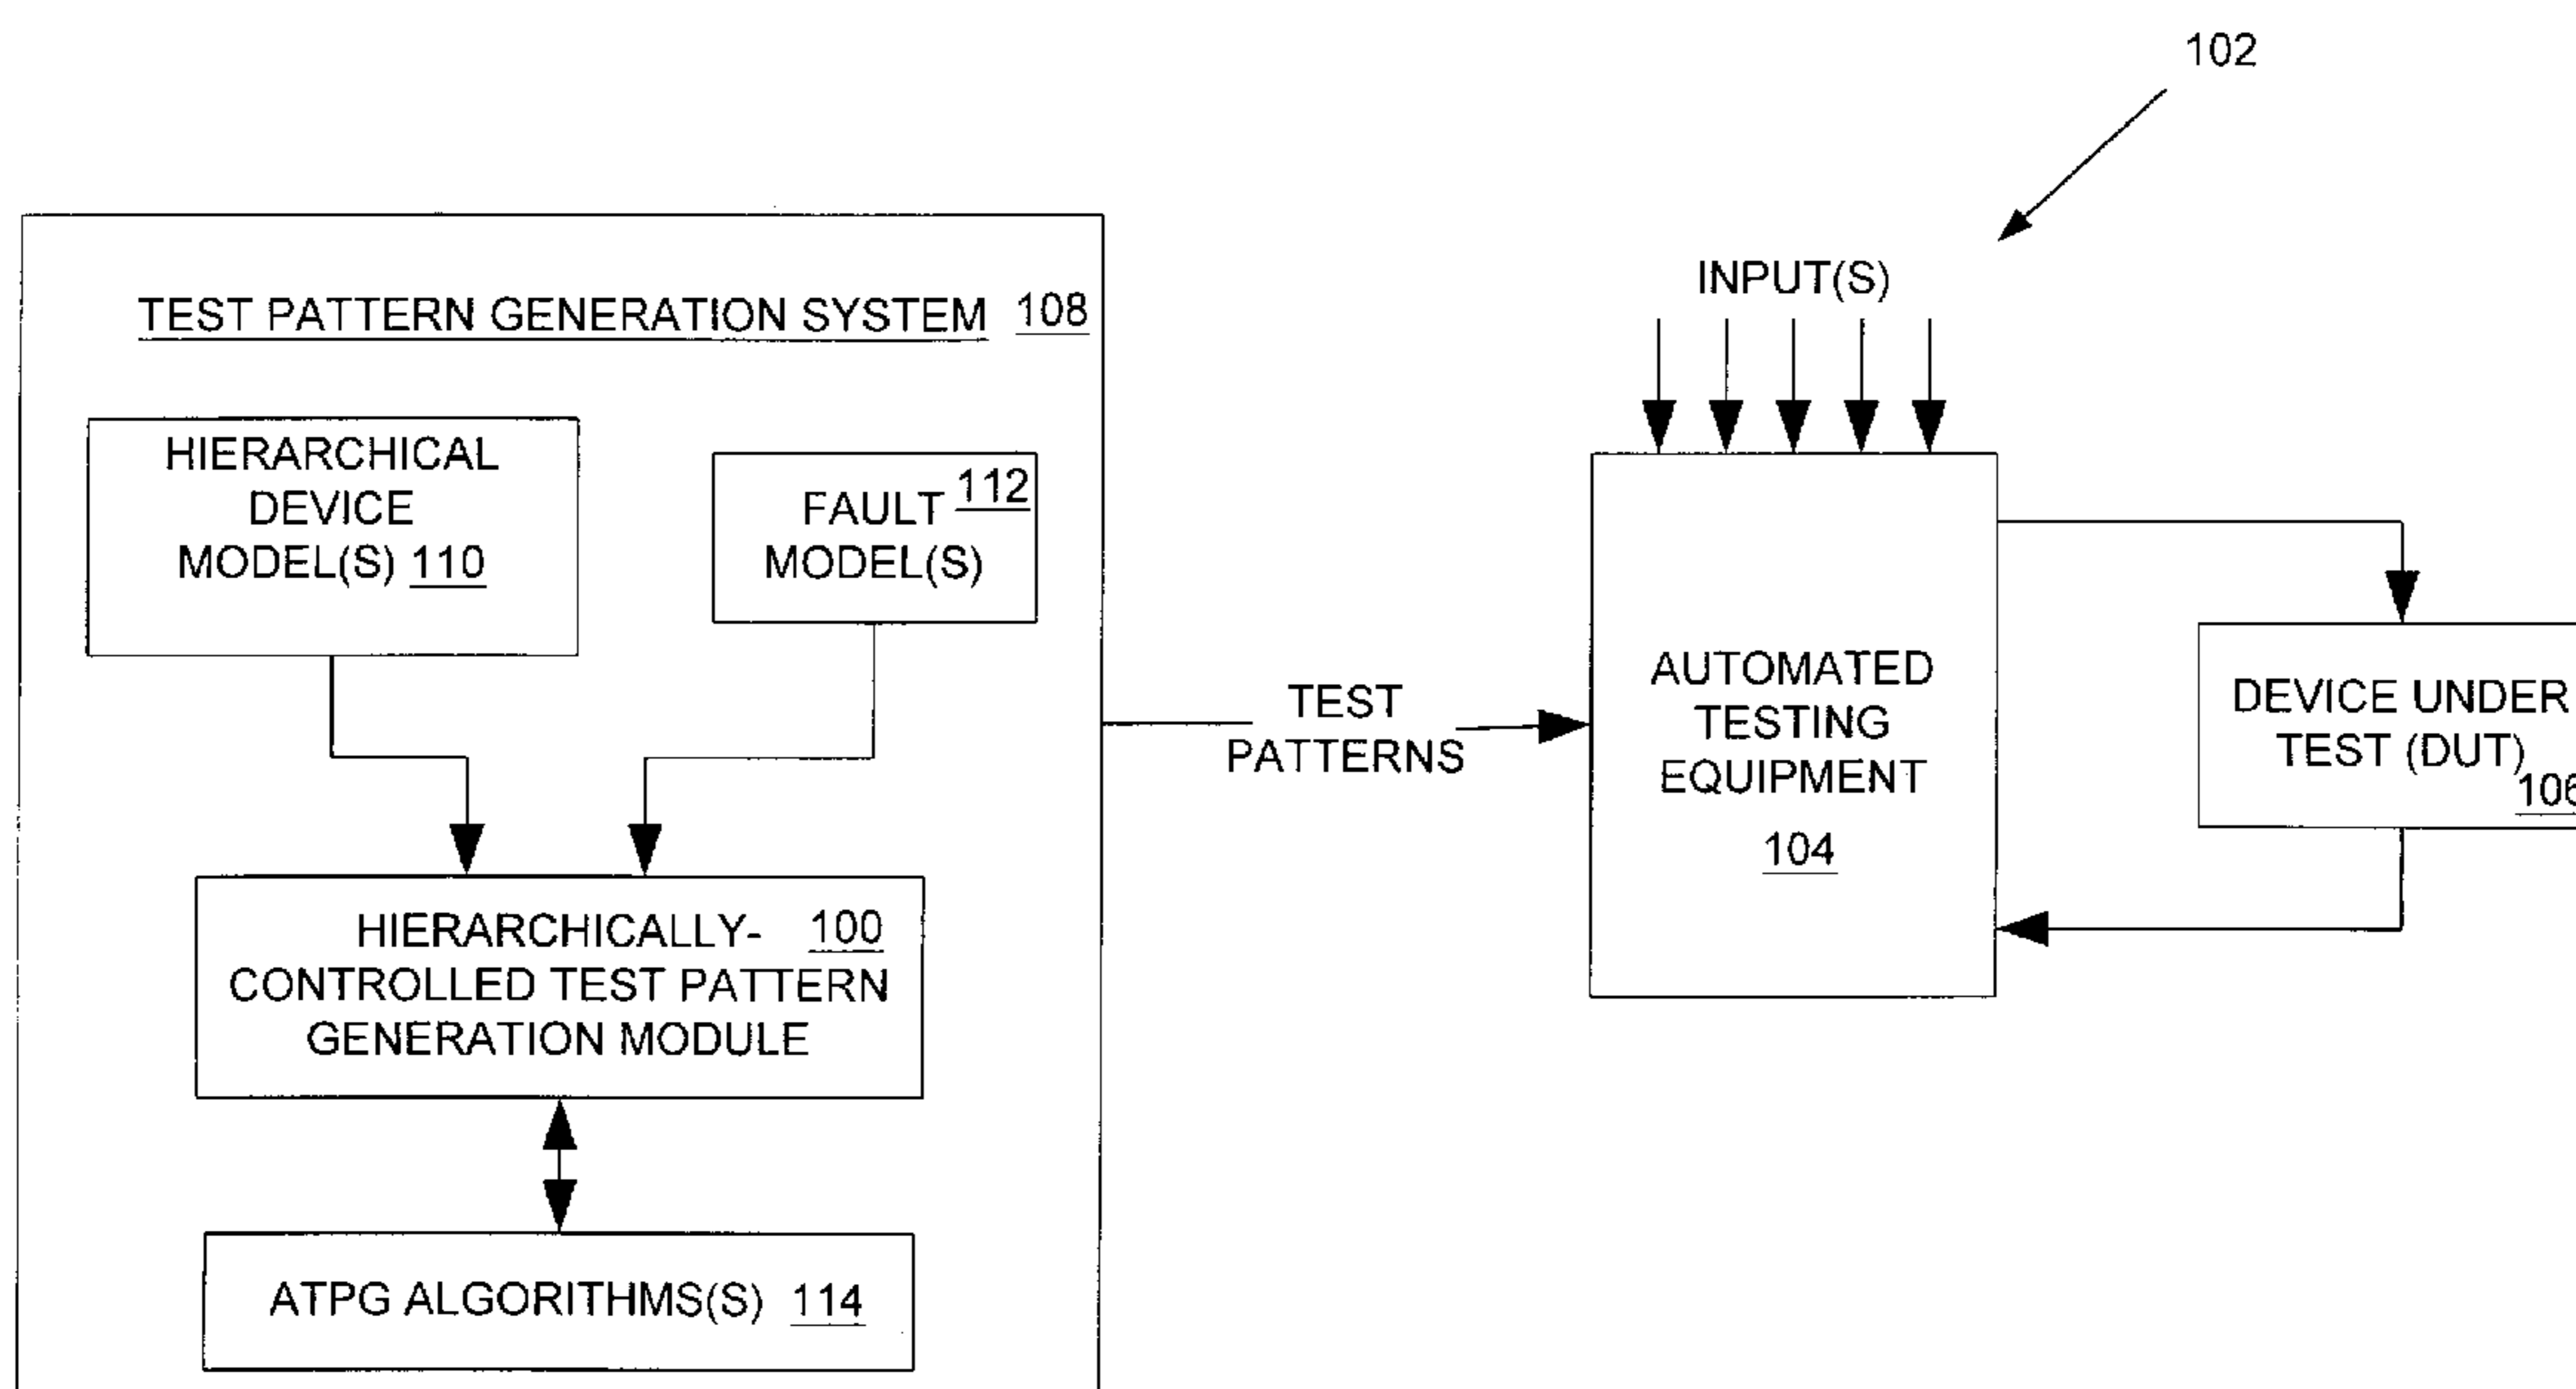 102
TEST PATTERN GENERATION SYSTEM 108
HIERARCHICAL
DEVICE
MODEL(S) 110
FAULT 112
MODEL(S)
HIERARCHICALLY- 100
CONTROLLED TEST PATTERN
GENERATION MODULE
ATPG ALGORITHMS(S) 114
TEST
PATTERNS
INPUT(S)
AUTOMATED
TESTING
EQUIPMENT
104
DEVICE UNDER
TEST (DUT)
106